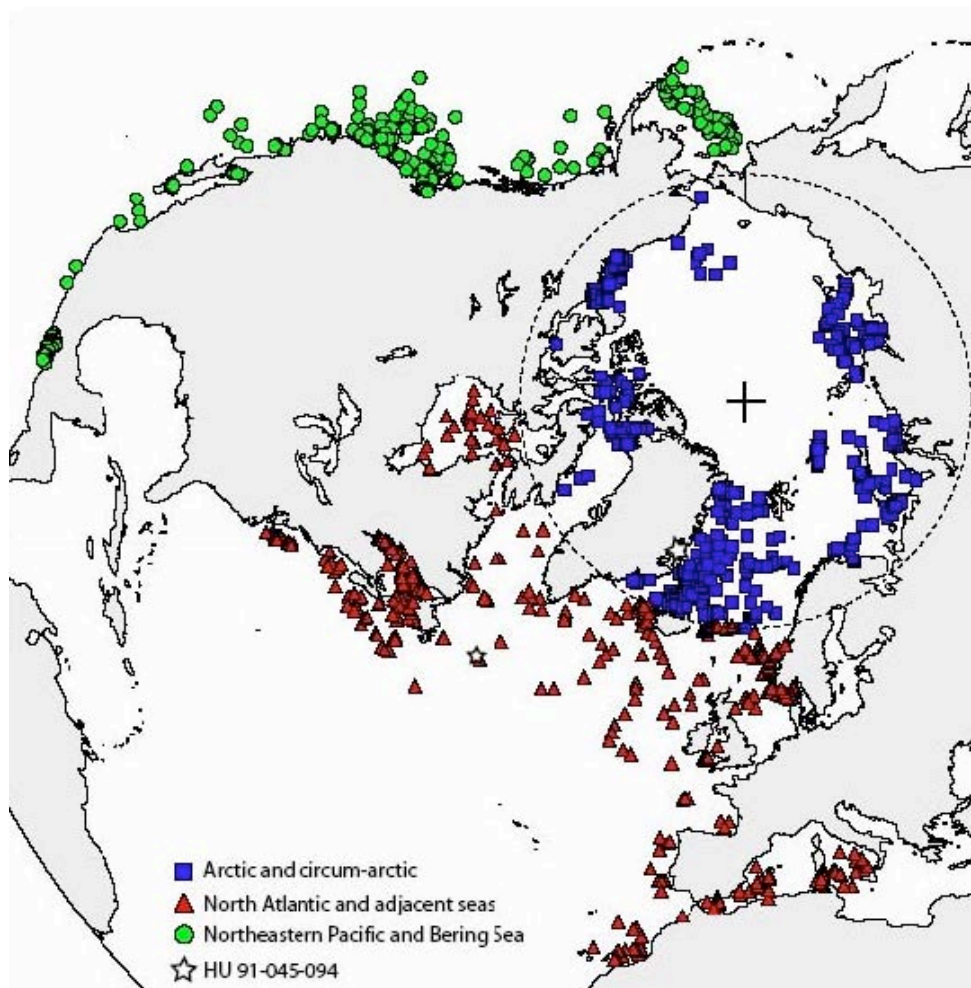 Arctic and circum-arctic
North Atlantic and adjacent seas
Northeastern Pacific and Bering Sea
HU 91-045-094